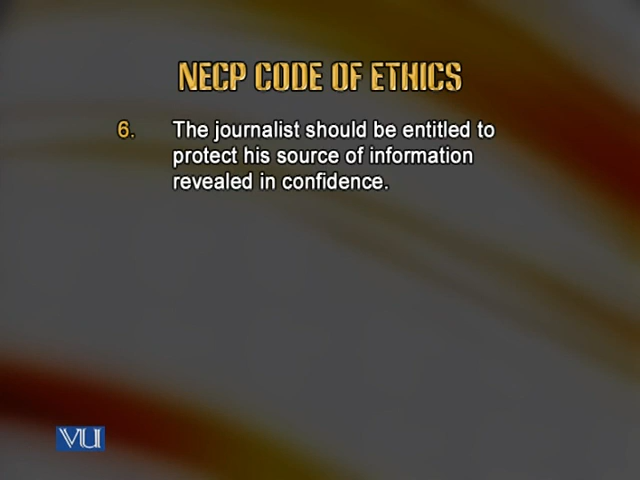 NECP CODE OF ETHICS
6. The journalist should be entitled to
protect his source of information
revealed in confidence.
VU